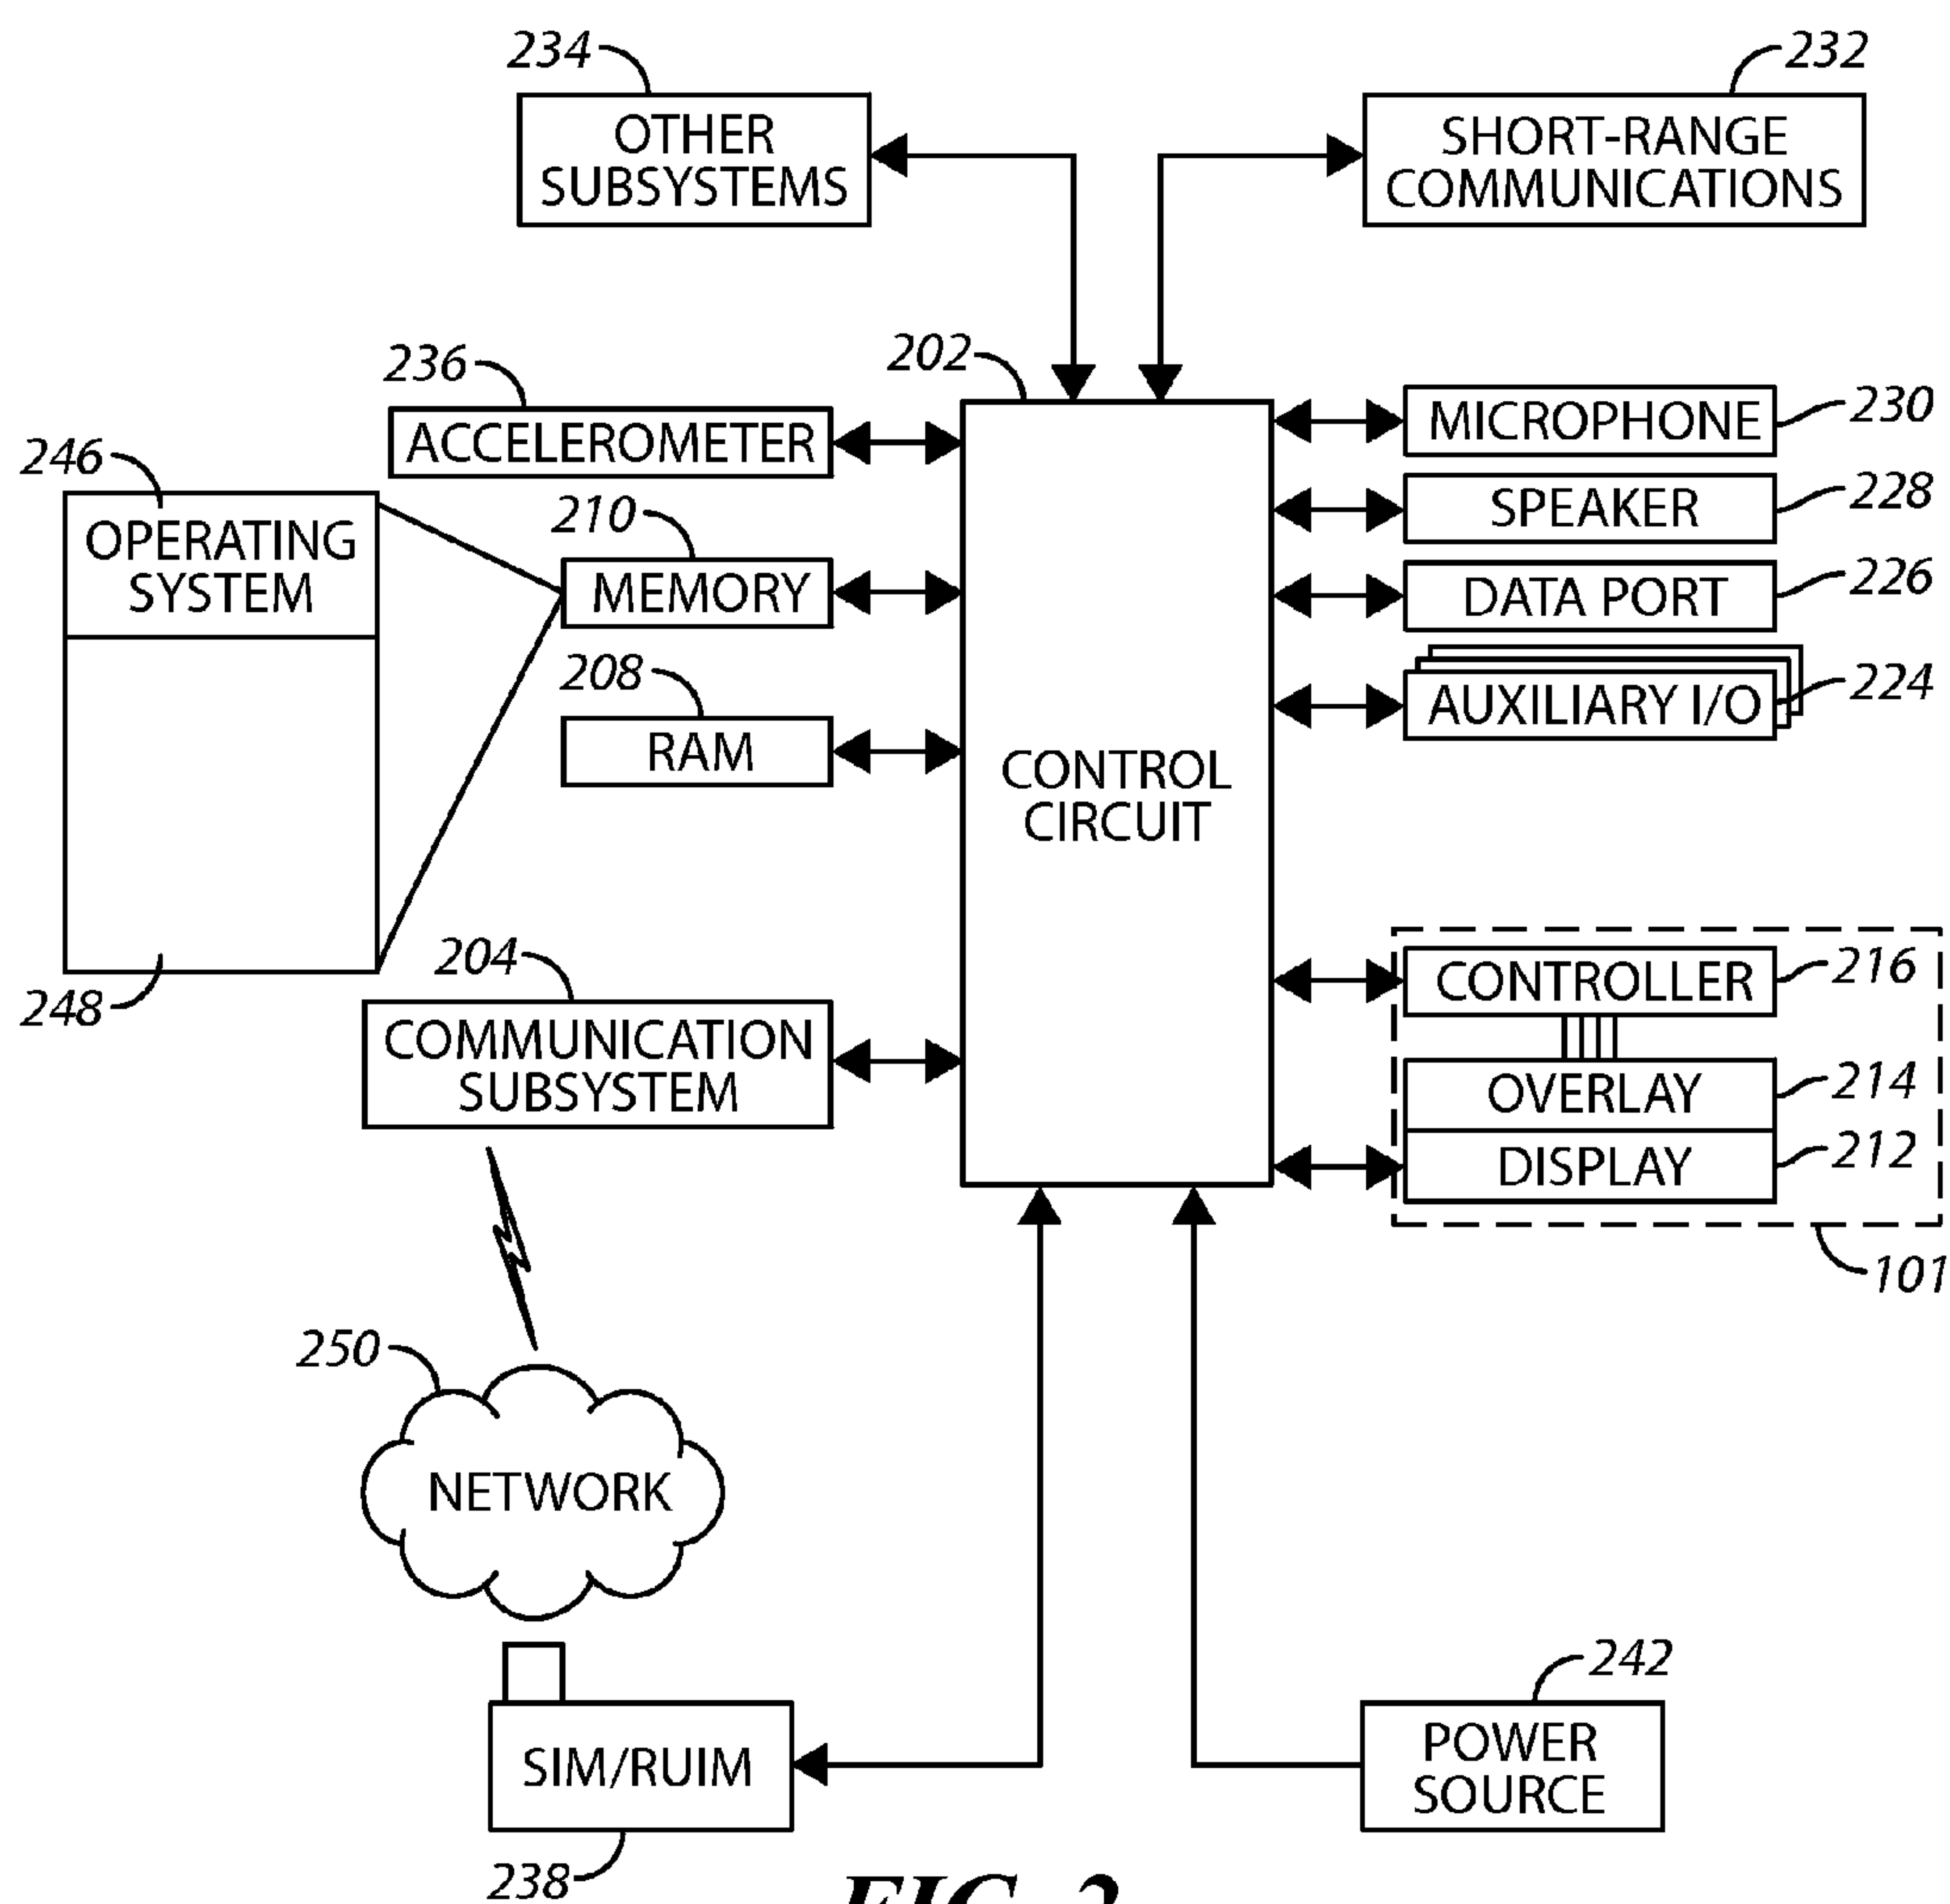 234
232
OTHER
SUBSYSTEMS
SHORT-RANGE
COMMUNICATIONS
236
202
ACCELEROMETER
MICROPHONE
230
246
OPERATING
SYSTEM
210
MEMORY
SPEAKER
228
DATA PORT
226
208
RAM
AUXILIARY I/O
224
CONTROL
CIRCUIT
248
204
COMMUNICATION
SUBSYSTEM
CONTROLLER
216
OVERLAY
214
DISPLAY
212
101
250
NETWORK
242
SIM/RUIM
POWER
SOURCE
238
FIG. 2